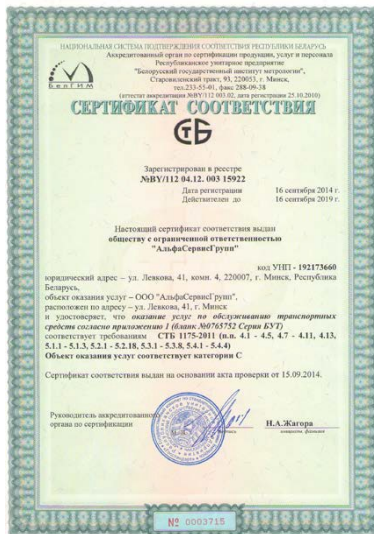 НАЦИОНАЛЬНАЯ СИСТЕМА ПОДТВЕРЖДЕНИЯ СООТВЕТСТВИЯ РЕСПУБЛИКИ БЕЛАРУСЬ
Аккредитованный орган по сертификации продукции, услуг и персонала
Республиканское унитарное предприятие
"Белорусский государственный институт метрологии",
Старовиленский тракт, 93, 220053, г. Минск,
тел.233-55-01, факс 288-09-38
(аттестат аккредитации №BY/112 003.02, дата регистрации 25.10.2010)
БелГИМ
СЕРТИФИКАТ СООТВЕТСТВИЯ
СТБ
Зарегистрирован в реестре
№BY/112 04.12. 003 15922
Дата регистрации 16 сентября 2014 г.
Действителен до 16 сентября 2019 г.
Настоящий сертификат соответствия выдан
обществу с ограниченной ответственностью
"АльфаСервисГрупп"
код УНП - 192173660
юридический адрес – ул. Левкова, 41, комн. 4, 220007, г. Минск, Республика
Беларусь,
объект оказания услуг – ООО "АльфаСервисГрупп",
расположен по адресу – ул. Левкова, 41, г. Минск
и удостоверяет, что оказание услуг по обслуживанию транспортных
средств согласно приложению 1 (бланк №0765752 Серия БУТ)
соответствует требованиям СТБ 1175-2011 (п.п. 4.1 - 4.5, 4.7 - 4.11, 4.13,
5.1.1 - 5.1.3, 5.2.1 - 5.2.18, 5.3.1 - 5.3.8, 5.4.1 - 5.4.4)
Объект оказания услуг соответствует категории С
Сертификат соответствия выдан на основании акта проверки от 15.09.2014.
Руководитель аккредитованного
органа по сертификации
Н.А.Жагора
инициалы, фамилия
№ 0003715